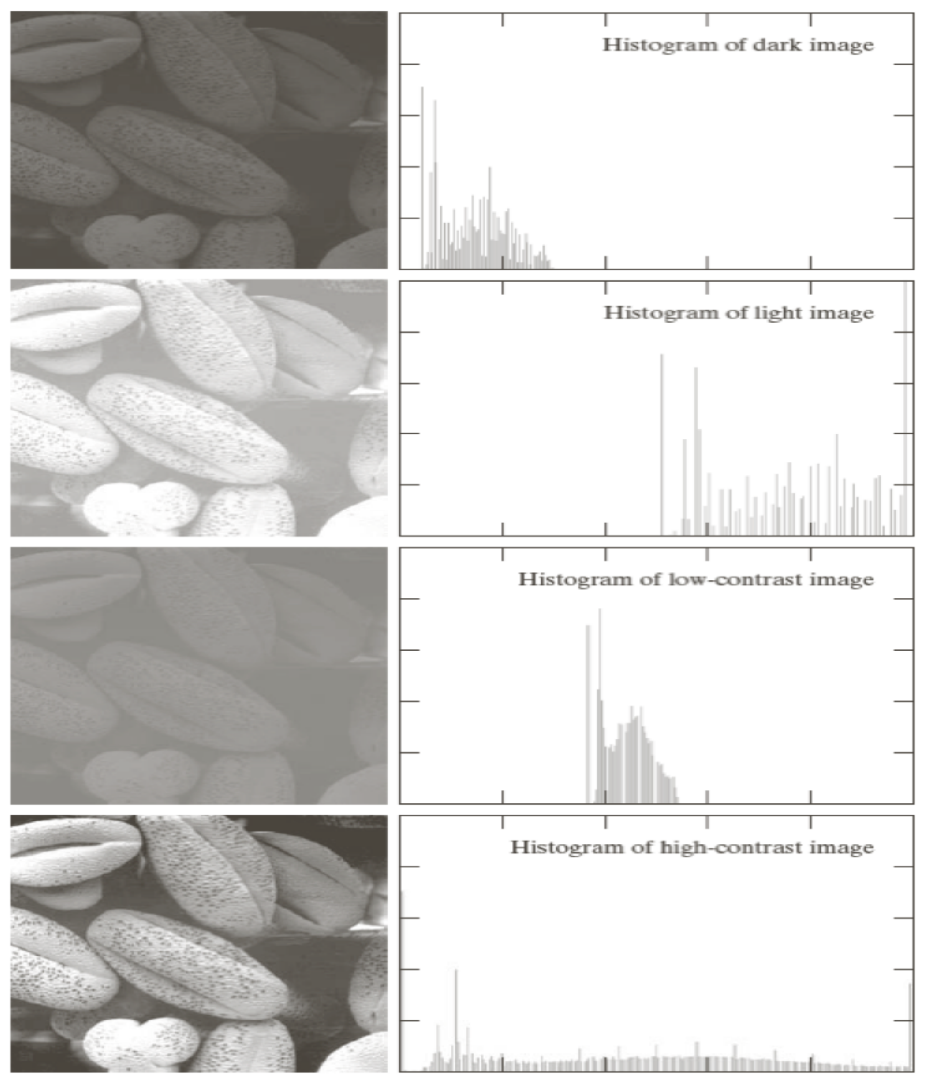 Histogram of dark image
Histogram of light image
Histogram of low-contrast image
Histogram of high-contrast image